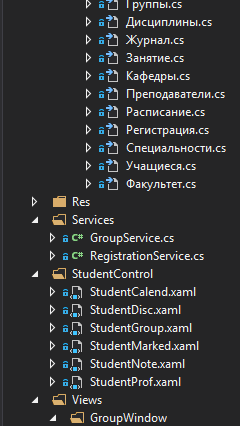 Группы.cs
Дисциплины.cs
Журнал.cs
Занятие.cs
Кафедры.cs
Преподаватели.cs
Расписание.cs
Регистрация.cs
Специальности.cs
Учащиеся.cs
Факультет.cs
Res
Services
C# GroupService.cs
C# RegistrationService.cs
StudentControl
StudentCalend.xaml
StudentDisc.xaml
StudentGroup.xaml
StudentMarked.xaml
StudentNote.xaml
StudentProf.xaml
Views
GroupWindow